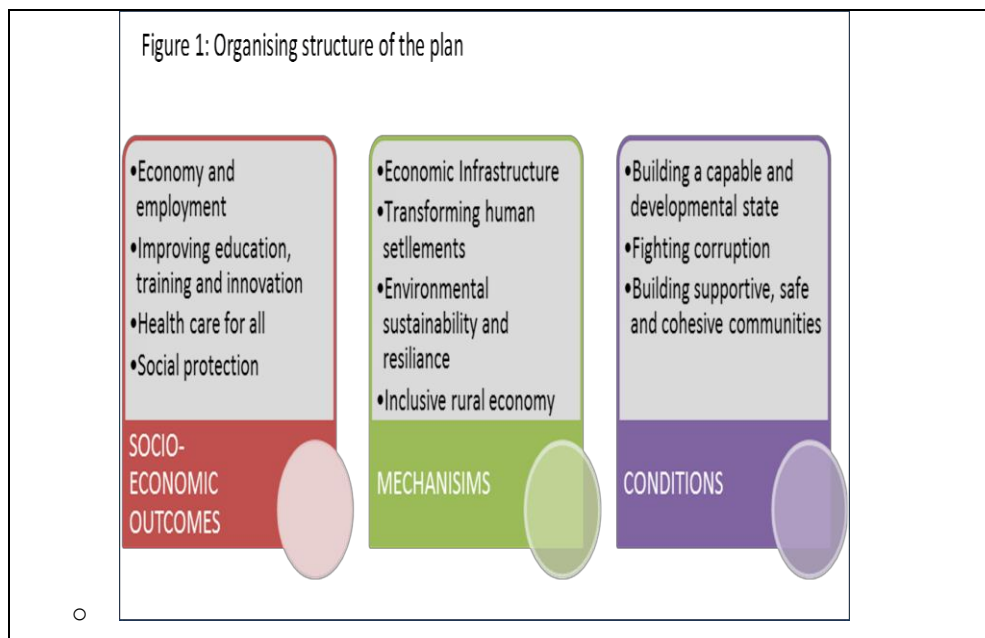 Figure 1: Organising structure of the plan
•Economy and
employment
•Improving education,
training and innovation
•Health care for all
•Social protection
SOCIO-
ECONOMIC
OUTCOMES
•Economic Infrastructure
•Transforming human
setllements
•Environmental
sustainability and
resiliance
•Inclusive rural economy
MECHANISIMS
•Building a capable and
developmental state
•Fighting corruption
•Building supportive, safe
and cohesive communities
CONDITIONS